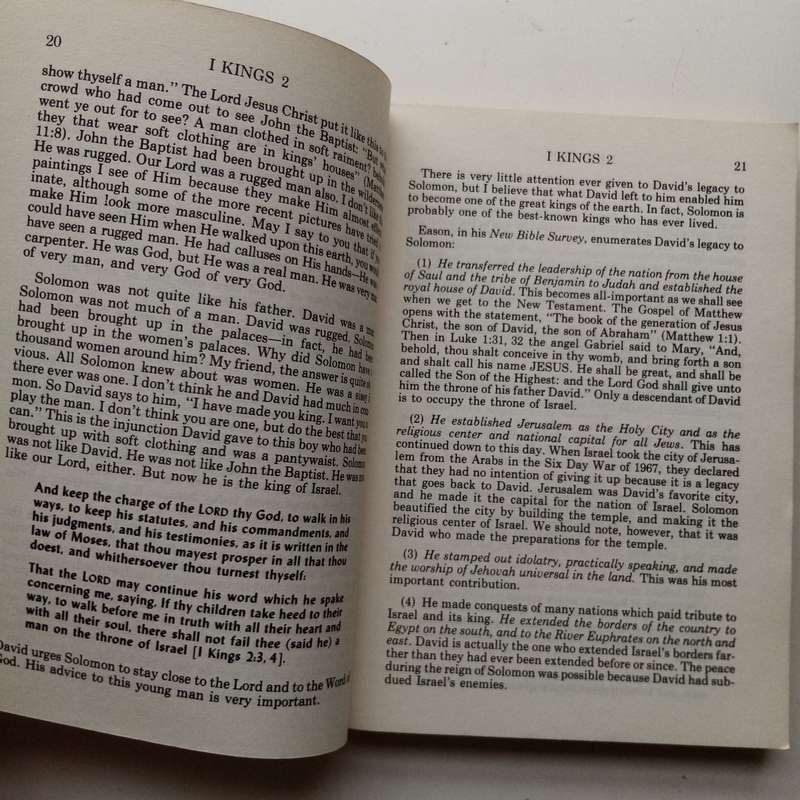 20
I KINGS 2
show thyself a man." The Lord Jesus Christ put it like this to
crowd who had come out to see John the Baptist: "But
went ye out for to see? A man clothed in soft raiment?
they that wear soft clothing are in kings' houses"
11:8). John the Baptist had been brought up in the
He was rugged. Our Lord was a rugged man also. I don't like
paintings I see of Him because they make Him almost
inate, although some of the more recent pictures have tried
make Him look more masculine. May I say to you that if
could have seen Him when He walked upon this earth, you
have seen a rugged man. He had calluses on His hands—He
carpenter. He was God, but He was a real man. He was very
of very man, and very God of very God.
Solomon was not quite like his father. David was a
Solomon was not much of a man. David was rugged. Solomon
had been brought up in the palaces—in fact, he had been
brought up in the women's palaces. Why did Solomon have
thousand women around him? My friend, the answer is quite
vious. All Solomon knew about was women. He was a
there ever was one. I don't think he and David had much in
mon. So David says to him, "I have made you king. I want you
play the man. I don't think you are one, but do the best that you
can." This is the injunction David gave to this boy who had been
brought up with soft clothing and was a pantywaist. Solomon
was not like David. He was not like John the Baptist. He was not
like our Lord, either. But now he is the king of Israel.
And keep the charge of the LORD thy God, to walk in his
ways, to keep his statutes, and his commandments, and
his judgments, and his testimonies, as it is written in the
law of Moses, that thou mayest prosper in all that thou
doest, and whithersoever thou turnest thyself:
That the LORD may continue his word which he spake
concerning me, saying, If thy children take heed to their
way, to walk before me in truth with all their heart and
with all their soul, there shall not fail thee (said he) a
man on the throne of Israel [I Kings 2:3, 4].
David urges Solomon to stay close to the Lord and to the Word of
God. His advice to this young man is very important.
I KINGS 2
21
There is very little attention ever given to David's legacy to
Solomon, but I believe that what David left to him enabled him
to become one of the great kings of the earth. In fact, Solomon is
probably one of the best-known kings who has ever lived.
Eason, in his New Bible Survey, enumerates David's legacy to
Solomon:
(1) He transferred the leadership of the nation from the house
of Saul and the tribe of Benjamin to Judah and established the
royal house of David. This becomes all-important as we shall see
when we get to the New Testament. The Gospel of Matthew
opens with the statement, "The book of the generation of Jesus
Christ, the son of David, the son of Abraham" (Matthew 1:1).
Then in Luke 1:31, 32 the angel Gabriel said to Mary, "And,
behold, thou shalt conceive in thy womb, and bring forth a son
and shalt call his name JESUS. He shall be great, and shall be
called the Son of the Highest: and the Lord God shall give unto
him the throne of his father David." Only a descendant of David
is to occupy the throne of Israel.
(2) He established Jerusalem as the Holy City and as the
religious center and national capital for all Jews. This has
continued down to this day. When Israel took the city of Jerusa-
lem from the Arabs in the Six Day War of 1967, they declared
that they had no intention of giving it up because it is a legacy
that goes back to David. Jerusalem was David's favorite city,
and he made it the capital for the nation of Israel. Solomon
beautified the city by building the temple, and making it the
religious center of Israel. We should note, however, that it was
David who made the preparations for the temple.
(3) He stamped out idolatry, practically speaking, and made
the worship of Jehovah universal in the land. This was his most
important contribution.
(4) He made conquests of many nations which paid tribute to
Israel and its king. He extended the borders of the country to
Egypt on the south, and to the River Euphrates on the north and
east. David is actually the one who extended Israel's borders far-
ther than they had ever been extended before or since. The peace
during the reign of Solomon was possible because David had sub-
dued Israel's enemies.